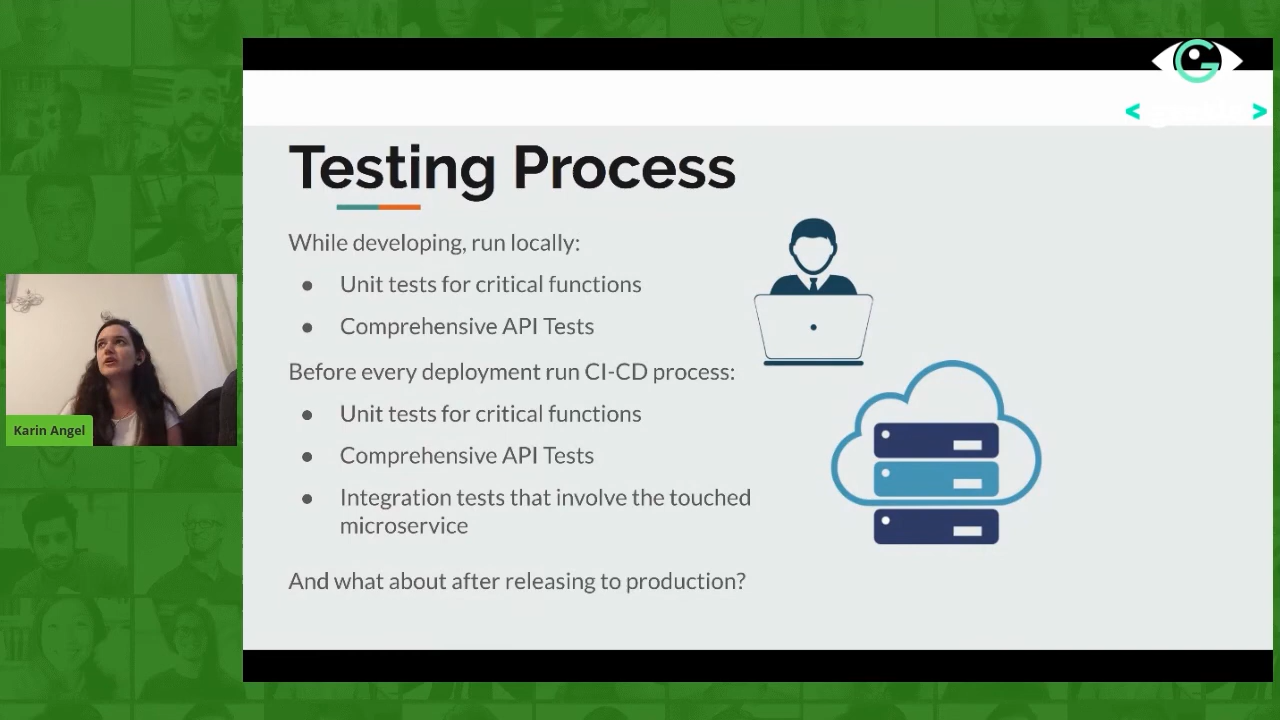 Testing Process
While developing, run locally:
● Unit tests for critical functions
● Comprehensive API Tests
Before every deployment run CI-CD process:
● Unit tests for critical functions
● Comprehensive API Tests
● Integration tests that involve the touched
microservice
And what about after releasing to production?
Karin Angel
G
< >